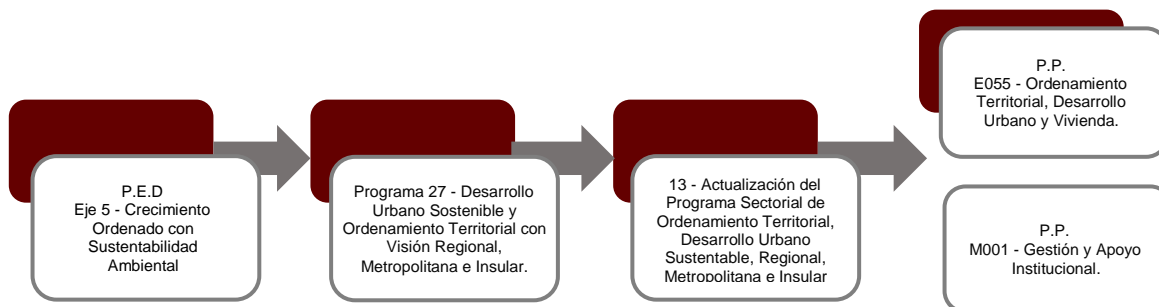 P.E.D
Eje 5 - Crecimiento
Ordenado con
Sustentabilidad
Ambiental
Programa 27 - Desarrollo
Urbano Sostenible y
Ordenamiento Territorial con
Visión Regional,
Metropolitana e Insular.
13 - Actualización del
Programa Sectorial de
Ordenamiento Territorial,
Desarrollo Urbano
Sustentable, Regional,
Metropolitana e Insular
P.P.
E055 - Ordenamiento
Territorial, Desarrollo
Urbano y Vivienda.
P.P.
M001 - Gestión y Apoyo
Institucional.